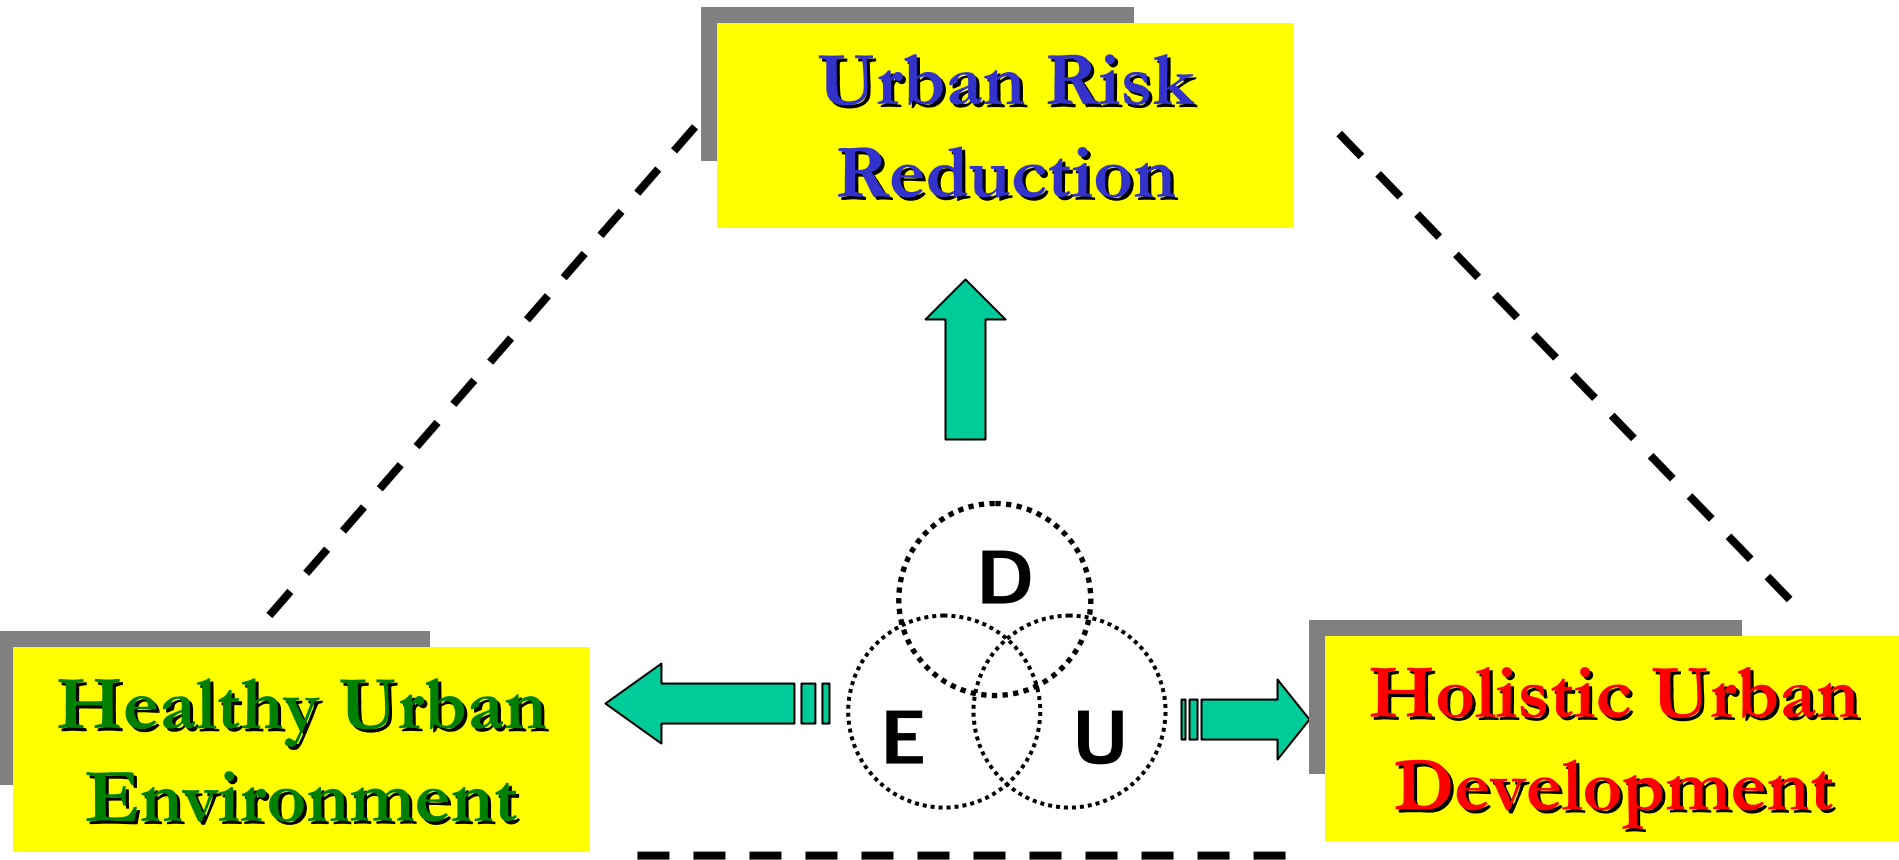 Urban Risk
Reduction
D
E
U
Healthy Urban
Environment
Holistic Urban
Development